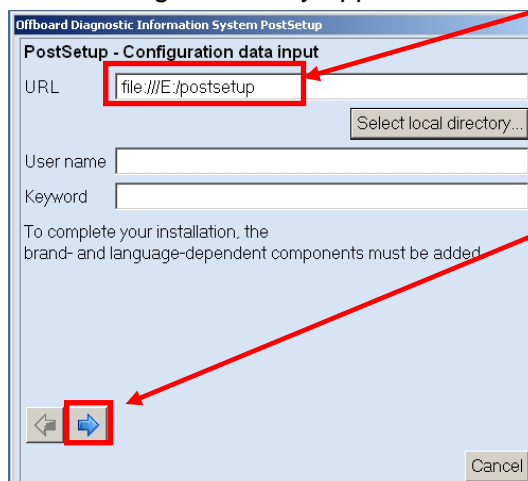 Offboard Diagnostic Information System PostSetup
PostSetup - Configuration data input
URL file:///E:/postsetup
Select local directory...
User name
Keyword
To complete your installation, the
brand- and language-dependent components must be added.
Cancel